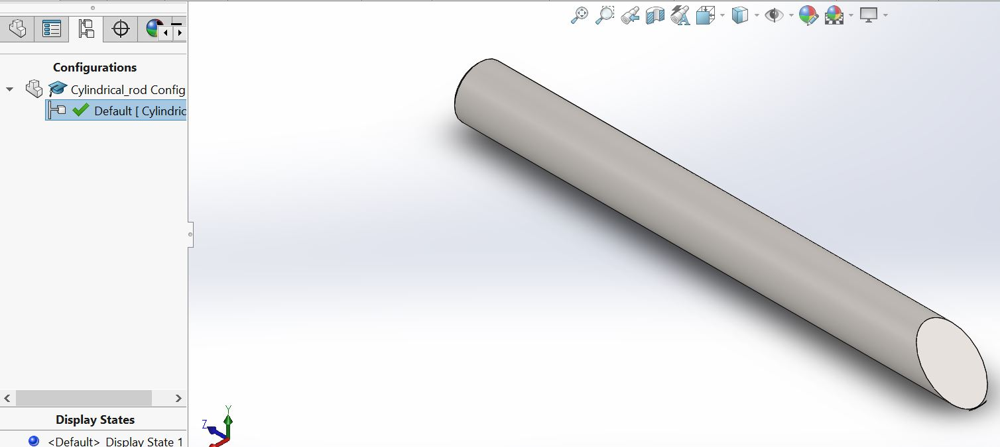 Configurations
Cylindrical_rod Config
Default [ Cylindric
Display States
<Default>_Display State 1
Y
Z